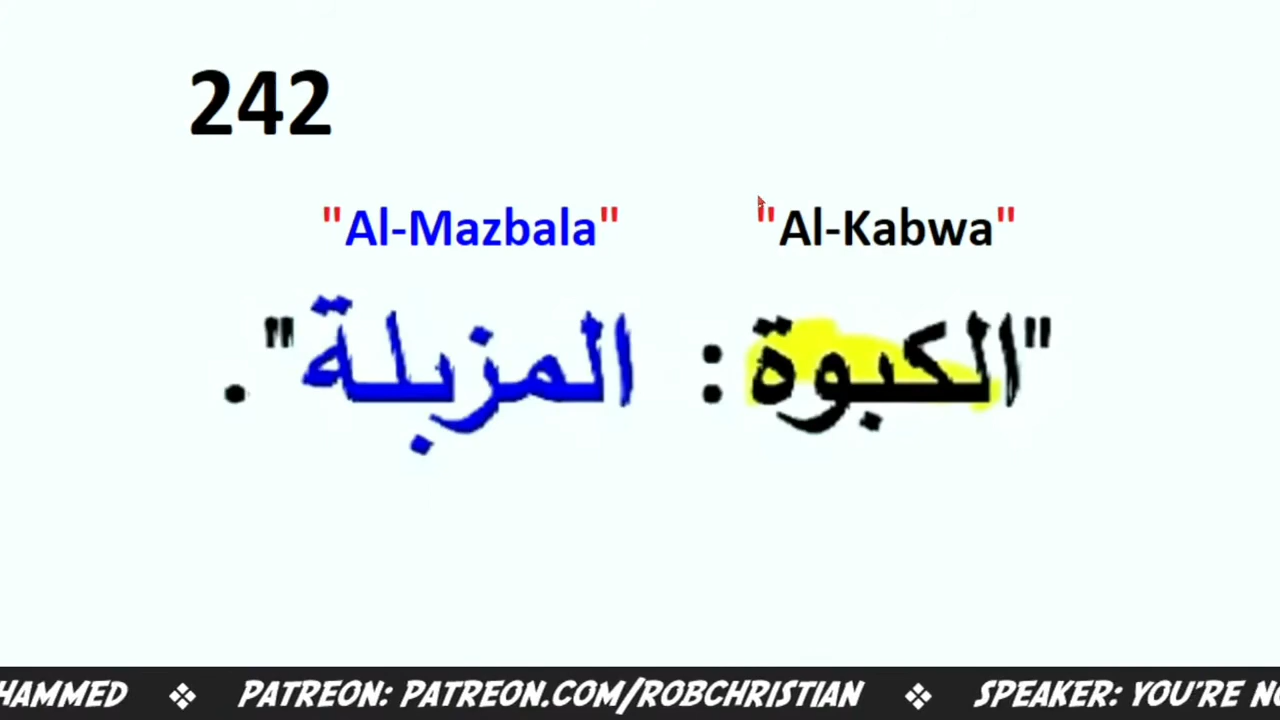 242
"Al-Mazbala" "Al-Kabwa"
"الكبوة : المزبلة" .
HAMMED ❖ PATREON: PATREON.COM/ROBCHRISTIAN ❖ SPEAKER: YOU'RE